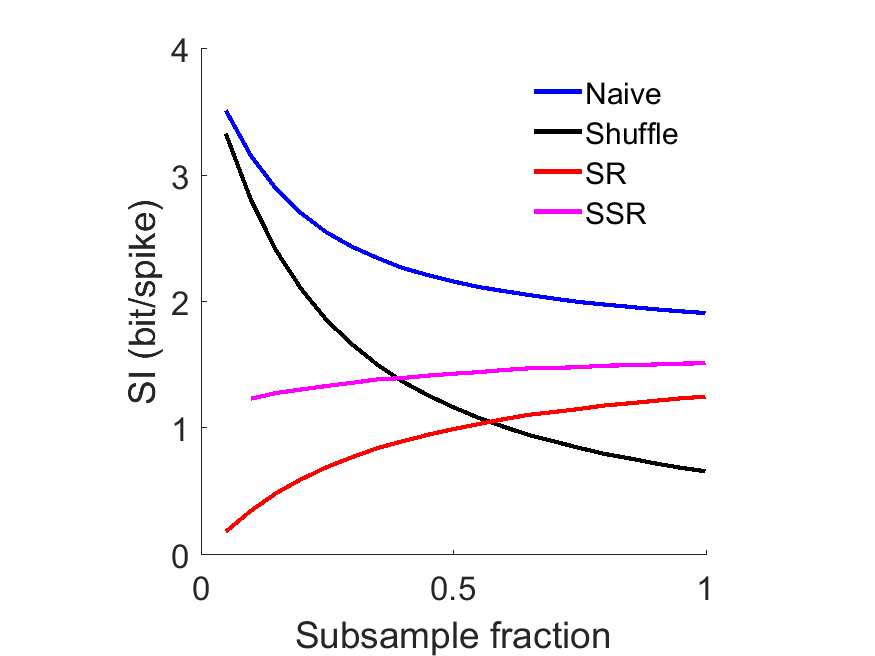 4
3
2
1
0
SI (bit/spike)
Naive
Shuffle
SR
SSR
0
0.5
1
Subsample fraction